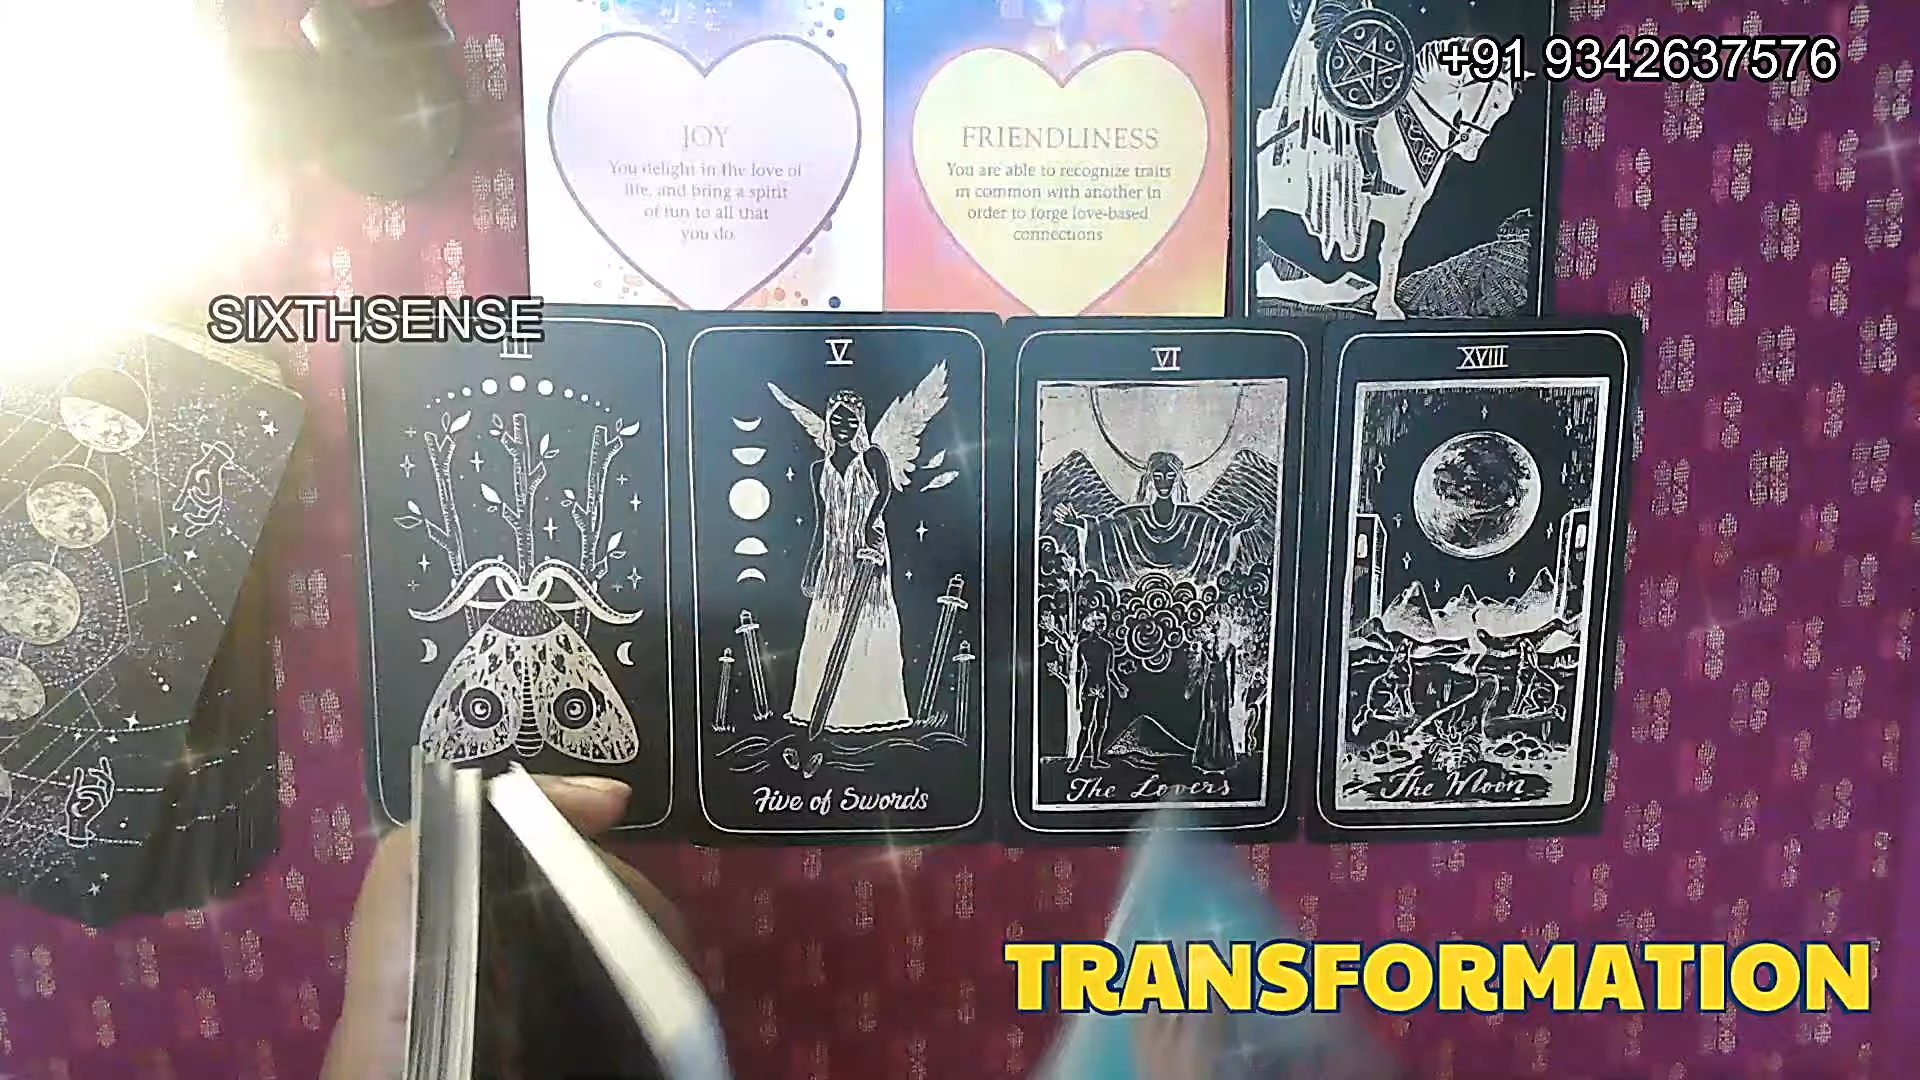 +91 9342637576
JOY
You delight in the love of
life, and bring a spirit
of fun to all that
you do.
FRIENDLINESS
You are able to recognize traits
in common with another in
order to forge love-based
connections
SIXTHSENSE
III
V
VI
XVIII
Five of Swords
The Lovers
The Moon
TRANSFORMATION